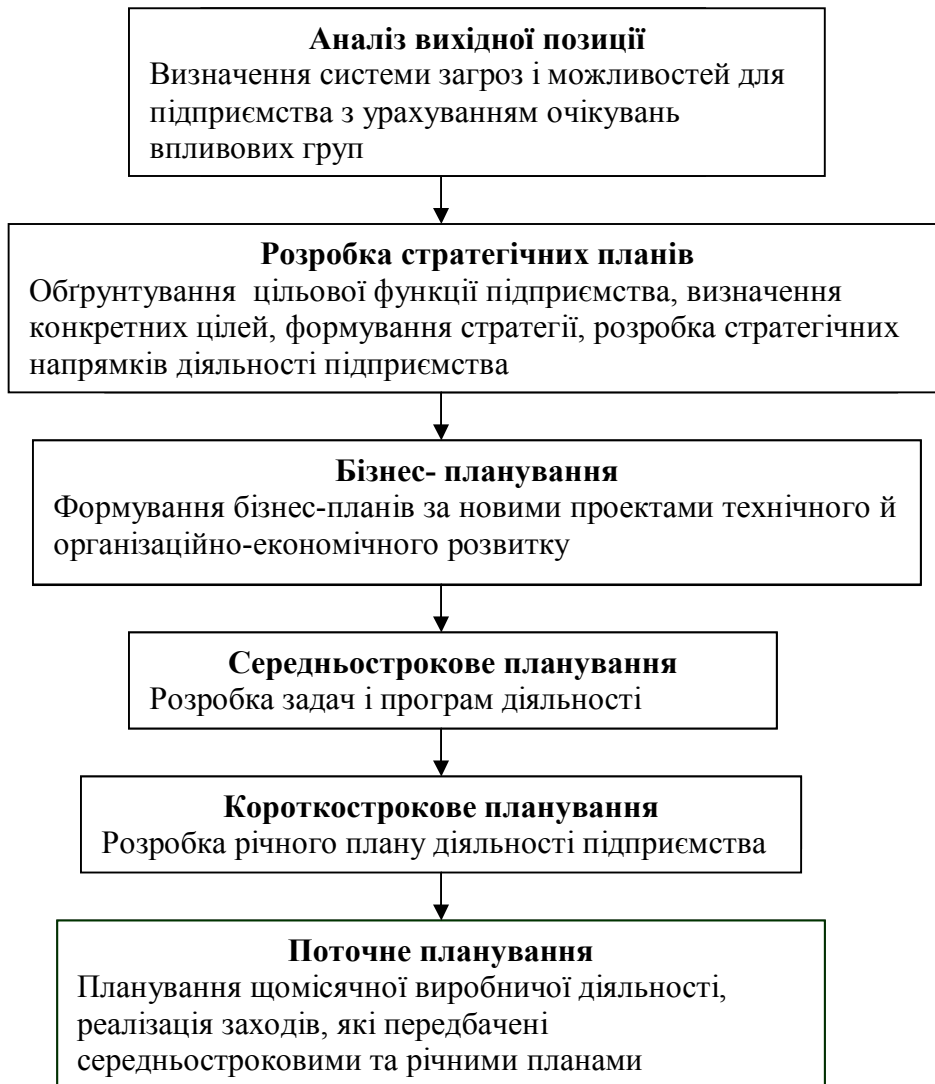 Аналіз вихідної позиції
Визначення системи загроз і можливостей для
підприємства з урахуванням очікувань
впливових груп
Розробка стратегічних планів
Обґрунтування цільової функції підприємства, визначення
конкретних цілей, формування стратегії, розробка стратегічних
напрямків діяльності підприємства
Бізнес- планування
Формування бізнес-планів за новими проектами технічного й
організаційно-економічного розвитку
Середньострокове планування
Розробка задач і програм діяльності
Короткострокове планування
Розробка річного плану діяльності підприємства
Поточне планування
Планування щомісячної виробничої діяльності,
реалізація заходів, які передбачені
середньостроковими та річними планами